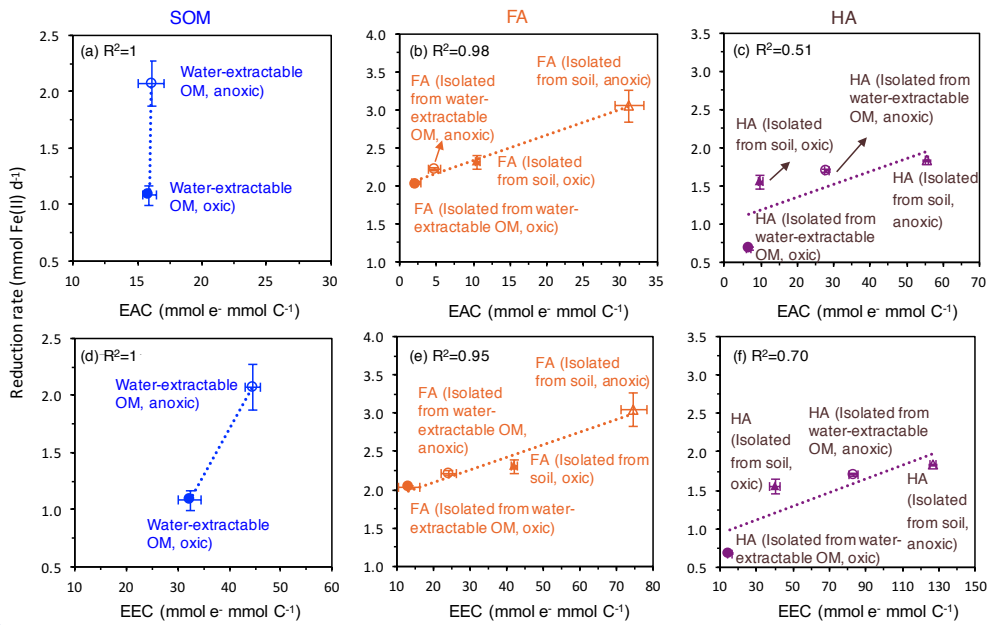 SOM
FA
HA
Reduction rate (mmol Fe(II) d-1)
(a) R²=1
2.5
2.0
1.5
1.0
0.5
Water-extractable
OM, anoxic)
Water-extractable
OM, oxic)
10
15
20
25
30
EAC (mmol e- mmol C-1)
(b) R²=0.98
4.0
3.5
3.0
2.5
2.0
1.5
1.0
FA (Isolated
from water-
extractable
OM, anoxic)
FA (Isolated
from soil, anoxic)
FA (Isolated
from soil, oxic)
FA (Isolated from water-
extractable OM, oxic)
0
5
10
15
20
25
30
35
EAC (mmol e- mmol C-1)
(c) R²=0.51
3.5
3.0
2.5
2.0
1.5
1.0
0.5
HA (Isolated
from soil, oxic)
HA (Isolated
from water-extractable
OM, anoxic)
HA (Isolated
from soil,
anoxic)
HA (Isolated from
water-extractable
OM, oxic)
0
10
20
30
40
50
60
EAC (mmol e- mmol C-1)
(d) R²=1
2.5
2.0
1.5
1.0
0.5
Water-extractable
OM, anoxic)
Water-extractable
OM, oxic)
20
30
40
50
60
EEC (mmol e- mmol C-1)
(e) R²=0.95
4.0
3.5
3.0
2.5
2.0
1.5
1.0
FA (Isolated
from soil, anoxic)
FA (Isolated
from water-
extractable OM,
anoxic)
FA (Isolated from
soil, oxic)
FA (Isolated from water-
extractable OM, oxic)
10
20
30
40
50
60
70
80
EEC (mmol e- mmol C-1)
(f) R²=0.70
3.5
3.0
2.5
2.0
1.5
1.0
0.5
HA
(Isolated
from soil,
oxic)
HA (Isolated from
water-extractable
OM, anoxic)
HA
(Isolated
from soil,
anoxic)
HA (Isolated from water-
extractable OM, oxic)
10
30
50
70
90
110
130
150
EEC (mmol e- mmol C-1)